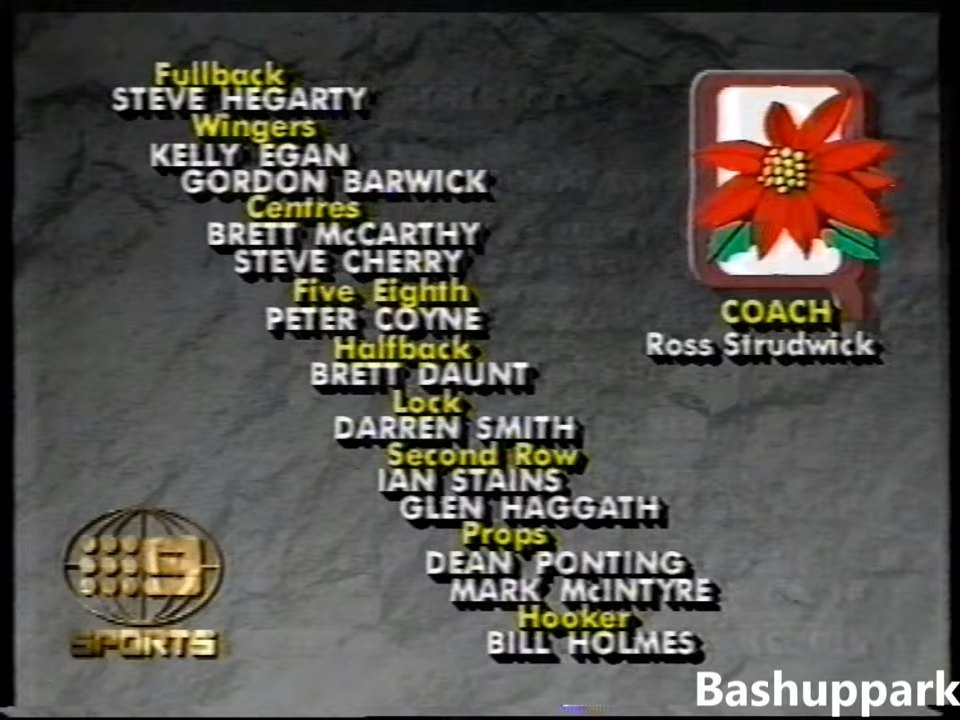 Fullback
STEVE HEGARTY
Wingers
KELLY EGAN
GORDON BARWICK
Centres
BRETT McCARTHY
STEVE CHERRY
Five Eighth
PETER COYNE
Halfback
BRETT DAUNT
Lock
DARREN SMITH
Second Row
IAN STAINS
GLEN HAGGATH
Props
DEAN PONTING
MARK McINTYRE
Hooker
BILL HOLMES
COACH
Ross Strudwick
9
SPORTS
Bashuppark